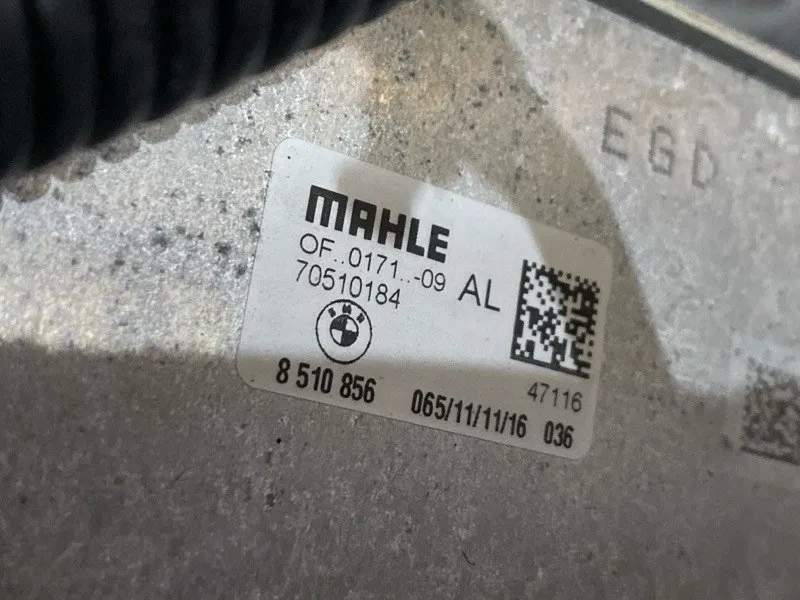 EGD
MAHLE
OF..0171..-09
70510184
AL
BMW
8 510 856
47116
065/11/11/16 036